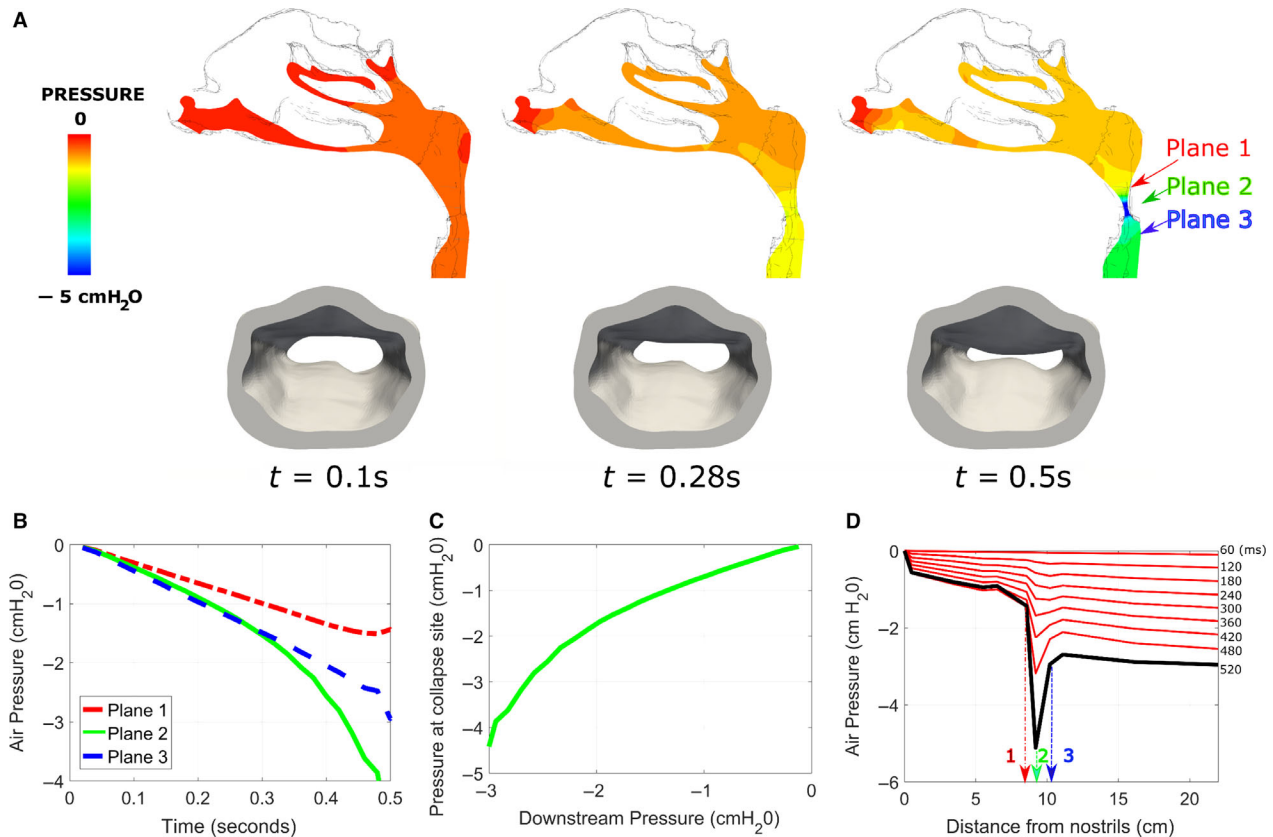 A
PRESSURE
0
− 5 cmH₂O
Plane 1
Plane 2
Plane 3
t = 0.1s
t = 0.28s
t = 0.5s
B
0
−1
−2
−3
−4
Air Pressure (cmH₂0)
Plane 1
Plane 2
Plane 3
0
0.1
0.2
0.3
0.4
0.5
Time (seconds)
C
0
−1
−2
−3
−4
−5
Pressure at collapse site (cmH₂0)
−3
−2
−1
0
Downstream Pressure (cmH₂0)
D
0
−2
−4
−6
Air Pressure (cm H₂0)
60 (ms)
120
180
240
300
360
420
480
520
1
2
3
0
5
10
15
20
Distance from nostrils (cm)